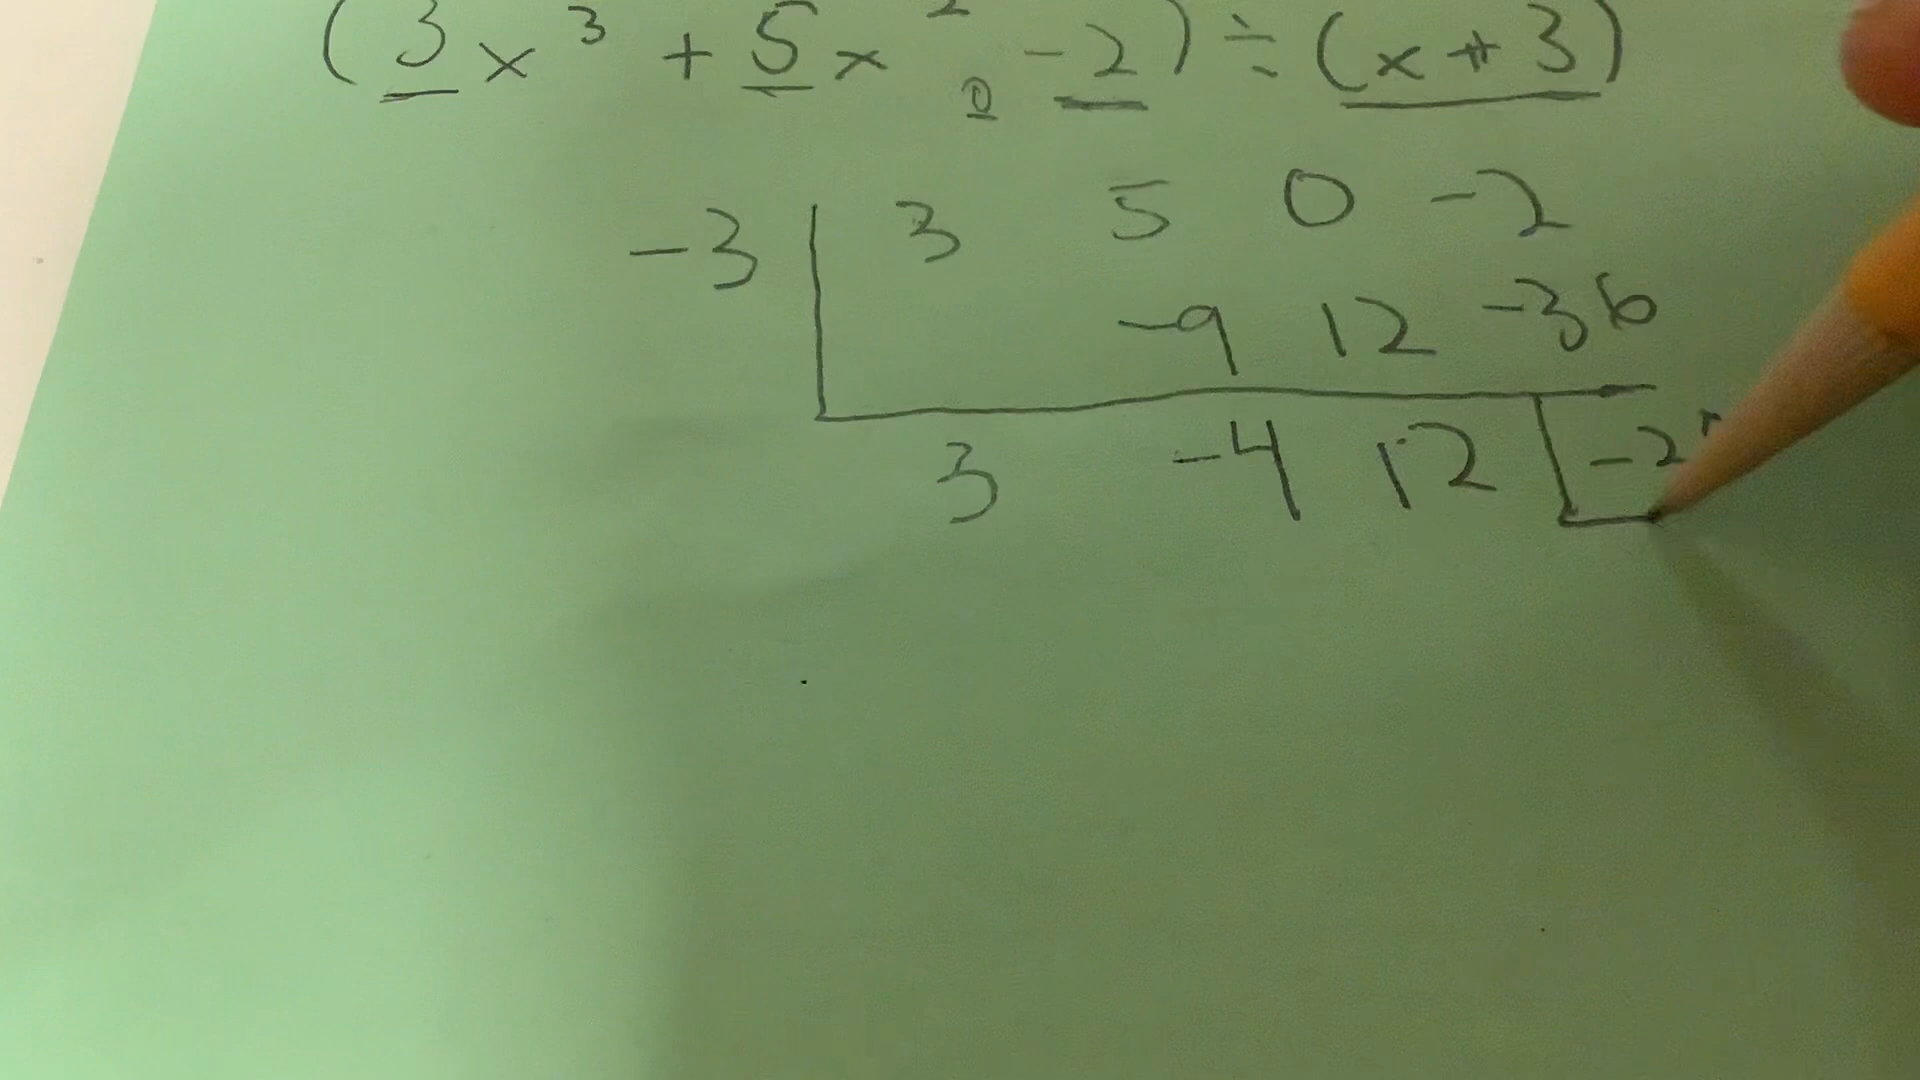 (3x³ + 5x² - 2) ÷ (x + 3)
0
-3 3 5 0 -2
-9 12 -36
3 -4 12 -2